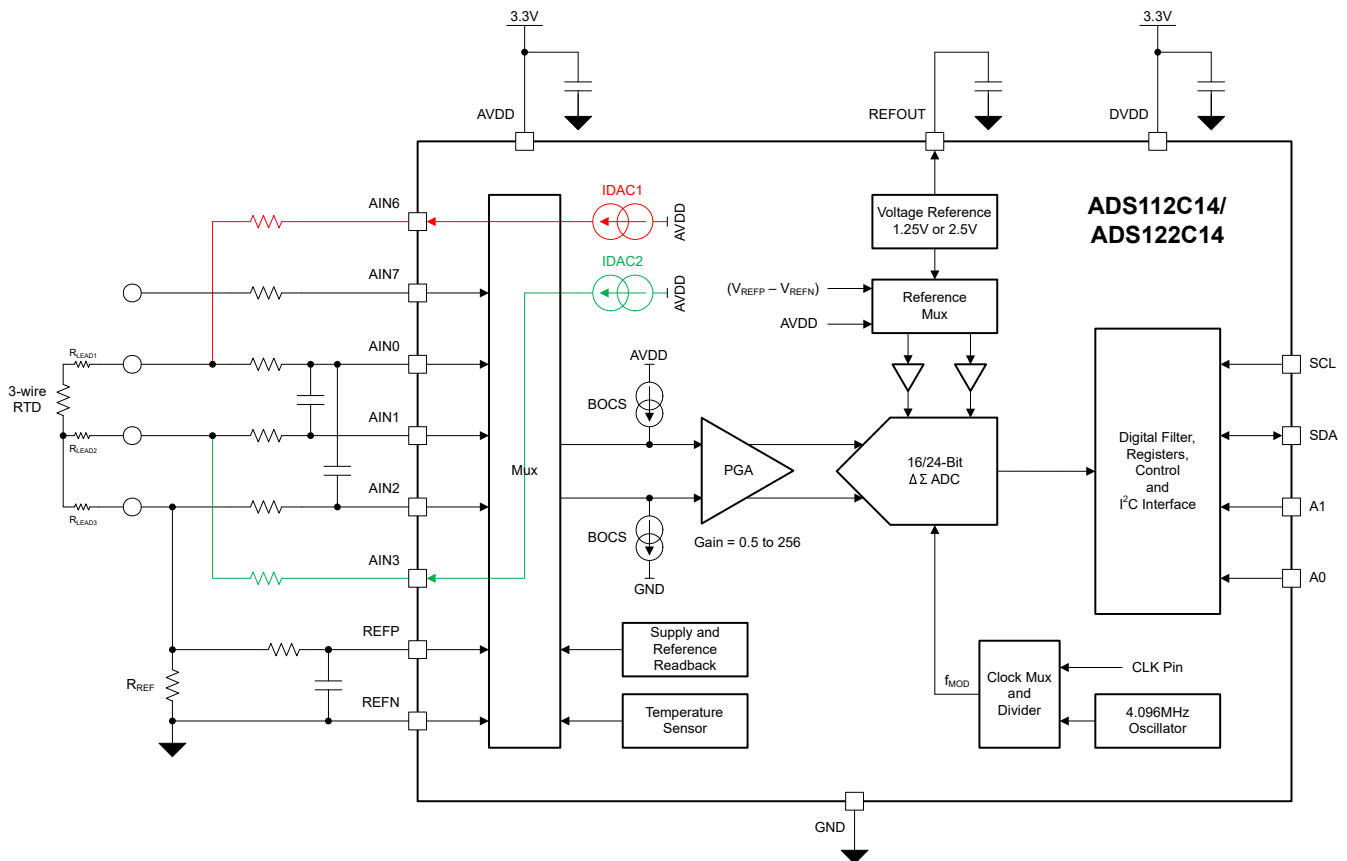 3.3V
3.3V
AVDD
REFOUT
DVDD
ADS112C14/
ADS122C14
AIN6
IDAC1
AVDD
Voltage Reference
1.25V or 2.5V
AIN7
IDAC2
AVDD
(VREFP – VREFN)
Reference
Mux
AVDD
RLEAD1
AIN0
AVDD
SCL
3-wire
RTD
BOCS
RLEAD2
AIN1
Mux
PGA
16/24-Bit
Δ Σ ADC
Digital Filter,
Registers,
Control
and
I²C Interface
SDA
RLEAD3
AIN2
BOCS
Gain = 0.5 to 256
A1
AIN3
GND
A0
REFP
Supply and
Reference
Readback
RREF
REFN
Temperature
Sensor
fMOD
Clock Mux
and
Divider
CLK Pin
4.096MHz
Oscillator
GND